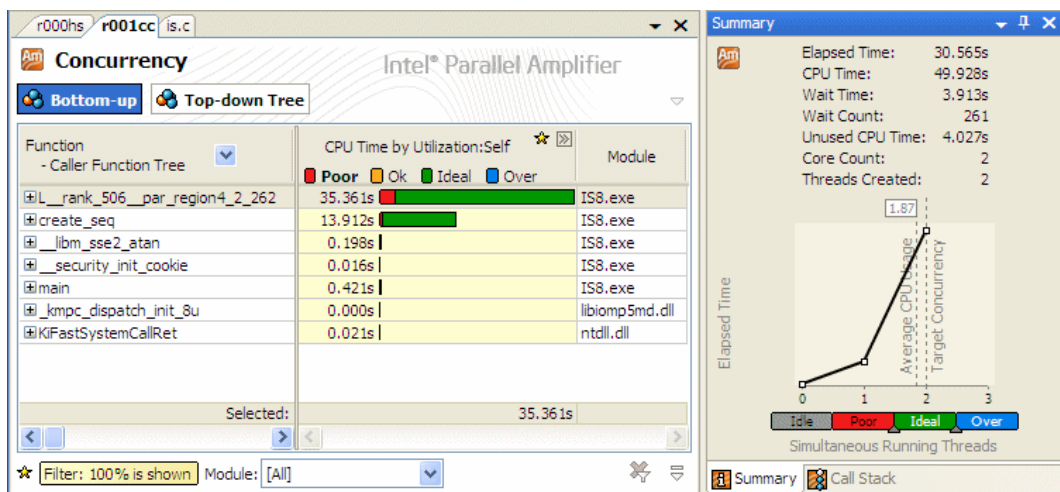 r000hs r001cc is.c
Am Concurrency Intel® Parallel Amplifier
Bottom-up Top-down Tree
Function
- Caller Function Tree
CPU Time by Utilization:Self
Poor Ok Ideal Over
Module
L__rank_506__par_region4_2_262 35.361s IS8.exe
create_seq 13.912s IS8.exe
__libm_sse2_atan 0.198s IS8.exe
__security_init_cookie 0.016s IS8.exe
main 0.421s IS8.exe
_kmpc_dispatch_init_8u 0.000s libiomp5md.dll
KiFastSystemCallRet 0.021s ntdll.dll
Selected: 35.361s
Filter: 100% is shown Module: [All]
Summary
Am
Elapsed Time: 30.565s
CPU Time: 49.928s
Wait Time: 3.913s
Wait Count: 261
Unused CPU Time: 4.027s
Core Count: 2
Threads Created: 2
1.87
Elapsed Time
Average CPU Usage
Target Concurrency
0 1 2 3
Idle Poor Ideal Over
Simultaneous Running Threads
Summary Call Stack